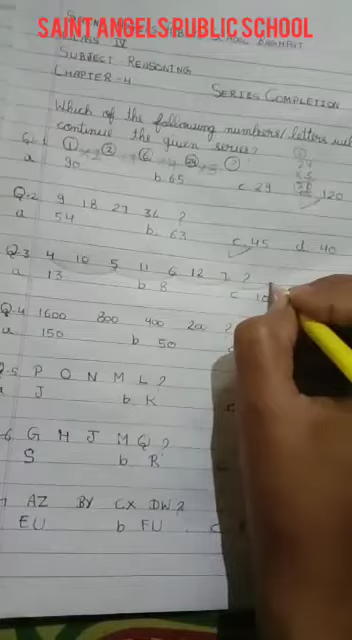 SAINT ANGELS PUBLIC SCHOOL
CLASS IV
SUBJECT REASONING
CHAPTER-4
SERIES COMPLETION
Which of the following numbers/letters will
continue the given series?
Q.1 1 2 6 24 ?
a 90 b. 65 c. 29 120
Q.2 9 18 27 36 ?
a 54 b. 63 c. 45 d. 40
Q.3 4 10 5 11 6 12 7 ?
a 13 b 8 c 10
Q.4 1600 800 400 200 ?
a 150 b 50
Q.5 P O N M L ?
a J b K
6 G H J M Q ?
S b R
AZ BY CX DW ?
EU b FU c